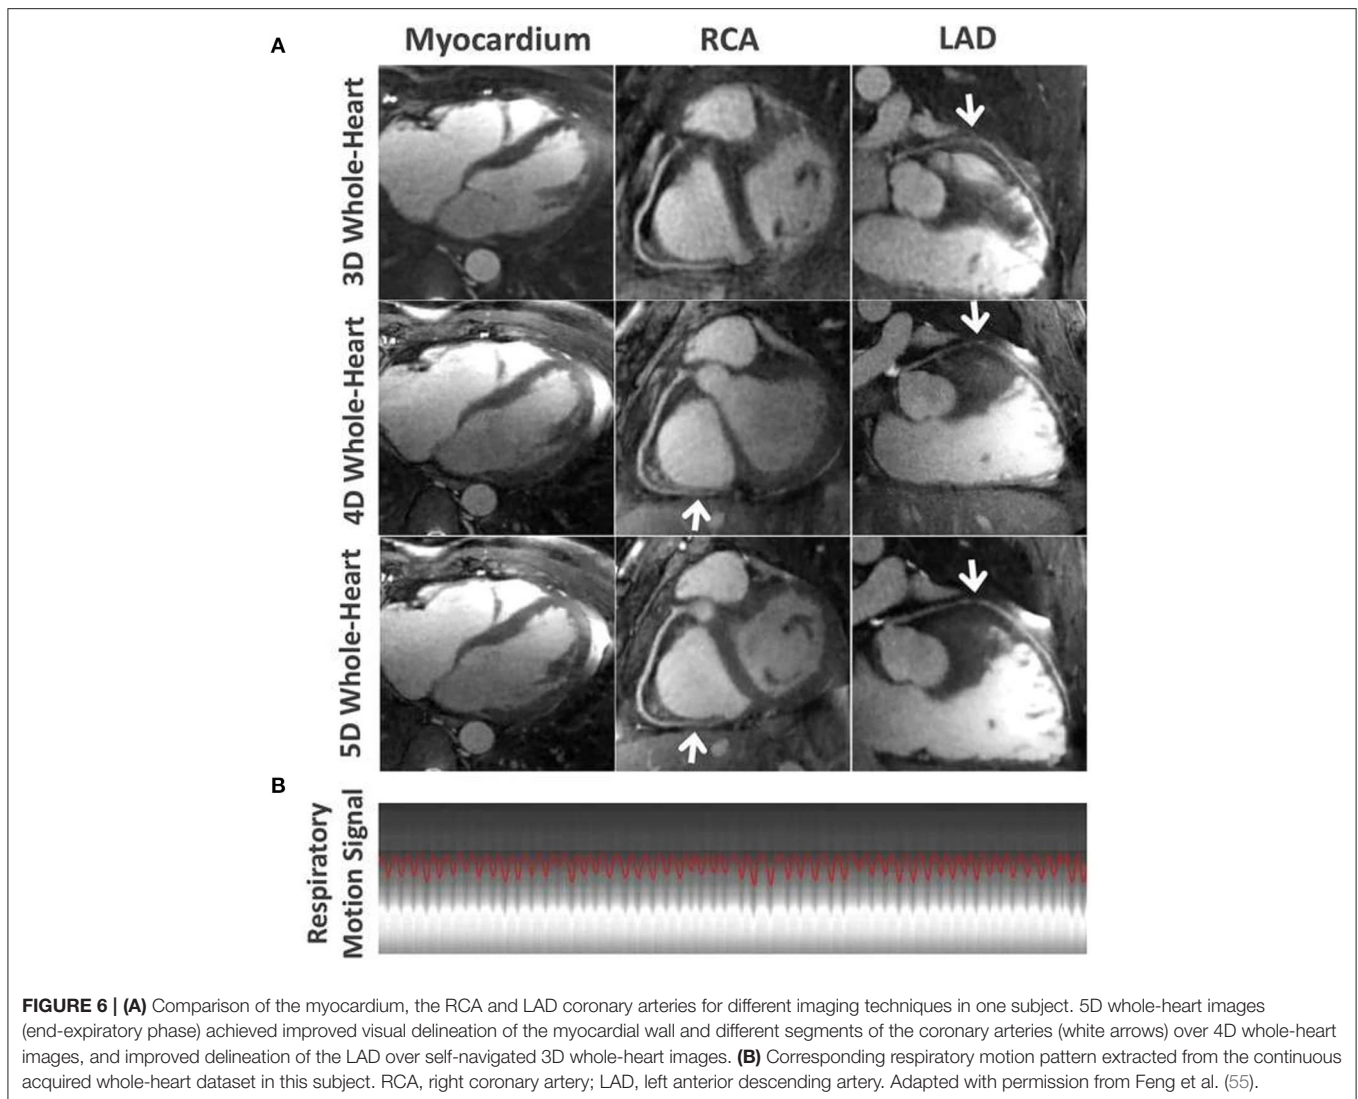 A
Myocardium RCA LAD
3D Whole-Heart
4D Whole-Heart
5D Whole-Heart
B
Respiratory
Motion Signal
FIGURE 6 | (A) Comparison of the myocardium, the RCA and LAD coronary arteries for different imaging techniques in one subject. 5D whole-heart images
(end-expiratory phase) achieved improved visual delineation of the myocardial wall and different segments of the coronary arteries (white arrows) over 4D whole-heart
images, and improved delineation of the LAD over self-navigated 3D whole-heart images. (B) Corresponding respiratory motion pattern extracted from the continuous
acquired whole-heart dataset in this subject. RCA, right coronary artery; LAD, left anterior descending artery. Adapted with permission from Feng et al. (55).